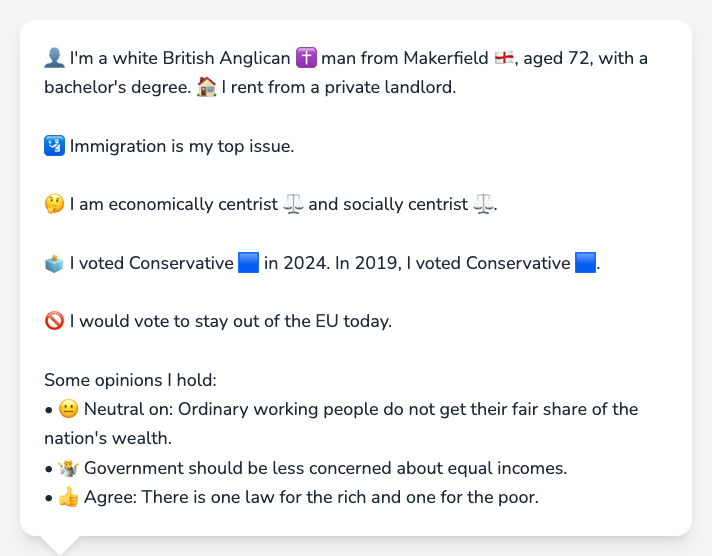 👤 I'm a white British Anglican ✝️ man from Makerfield 🏴󠁧󠁢󠁥󠁮󠁧󠁿, aged 72, with a
bachelor's degree. 🏠 I rent from a private landlord.
🛂 Immigration is my top issue.
🤔 I am economically centrist ⚖️ and socially centrist ⚖️.
🗳️ I voted Conservative 🟦 in 2024. In 2019, I voted Conservative 🟦.
🚫 I would vote to stay out of the EU today.
Some opinions I hold:
• 😐 Neutral on: Ordinary working people do not get their fair share of the
nation's wealth.
• 🤷 Government should be less concerned about equal incomes.
• 👍 Agree: There is one law for the rich and one for the poor.